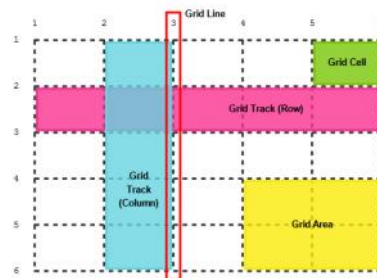 Grid Line
1 2 3 4 5
1
Grid Cell
2
Grid Track (Row)
3
4
Grid
Track
(Column)
5
Grid Area
6